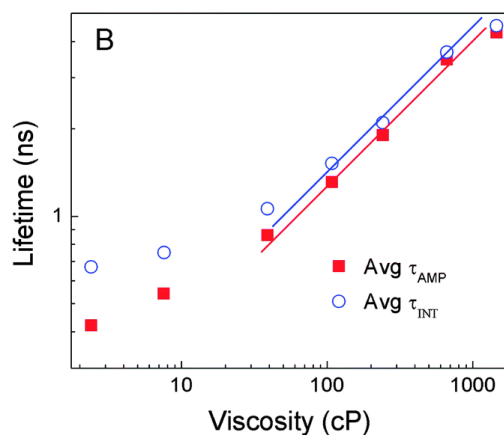 B
Lifetime (ns)
1
Avg τAMP
Avg τINT
10
100
1000
Viscosity (cP)